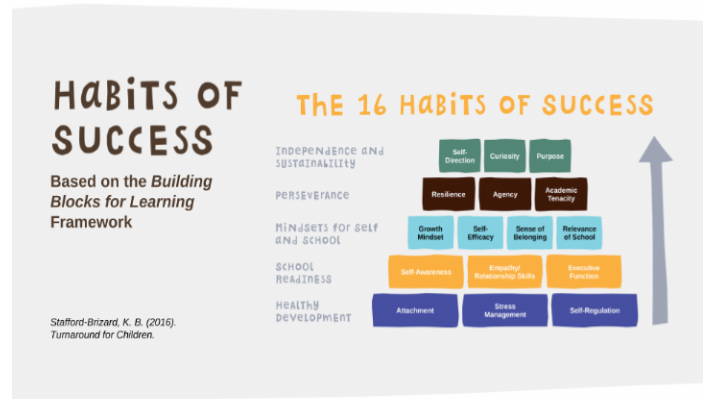 HaBiTS OF
SUCCESS
Based on the Building
Blocks for Learning
Framework
Stafford-Brizard, K. B. (2016).
Turnaround for Children.
THE 16 HaBiTS OF SUCCESS
INDEPENDENCE aND
SUSTaiNaBiLiTY
Self-
Direction
Curiosity
Purpose
PERSEVERaNCE
Resilience
Agency
Academic
Tenacity
MiNDSETS FOR SELF
aND SCHOOL
Growth
Mindset
Self-
Efficacy
Sense of
Belonging
Relevance
of School
SCHOOL
REaDiNESS
Self-Awareness
Empathy/
Relationship Skills
Executive
Function
HEaLTHY
DEVELOPMENT
Attachment
Stress
Management
Self-Regulation